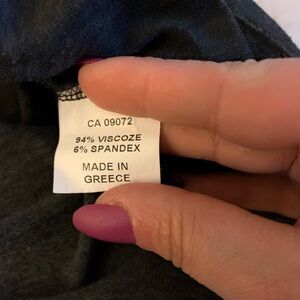 CA 09072
94% VISCOZE
6% SPANDEX
MADE IN
GREECE